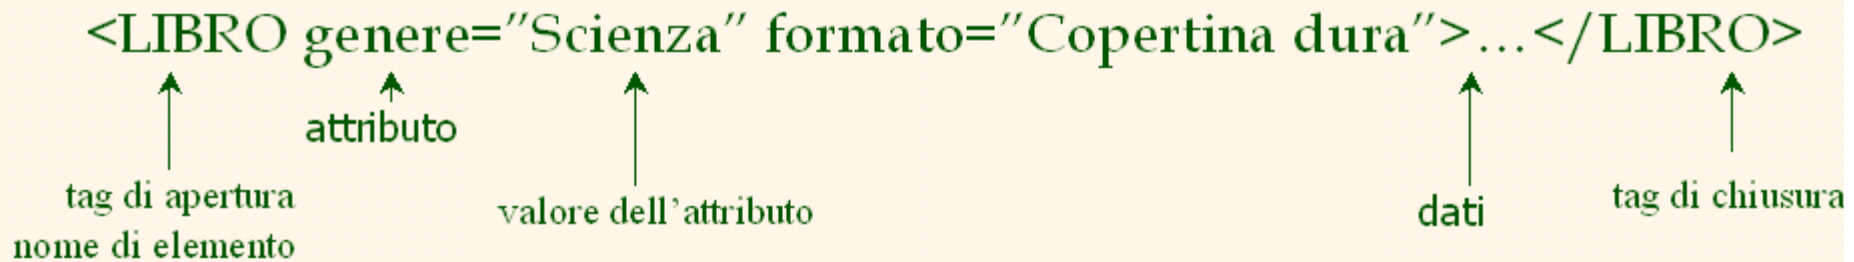 <LIBRO genere=″Scienza″ formato=″Copertina dura″>...</LIBRO>
attributo
tag di apertura
nome di elemento
valore dell’attributo
dati
tag di chiusura